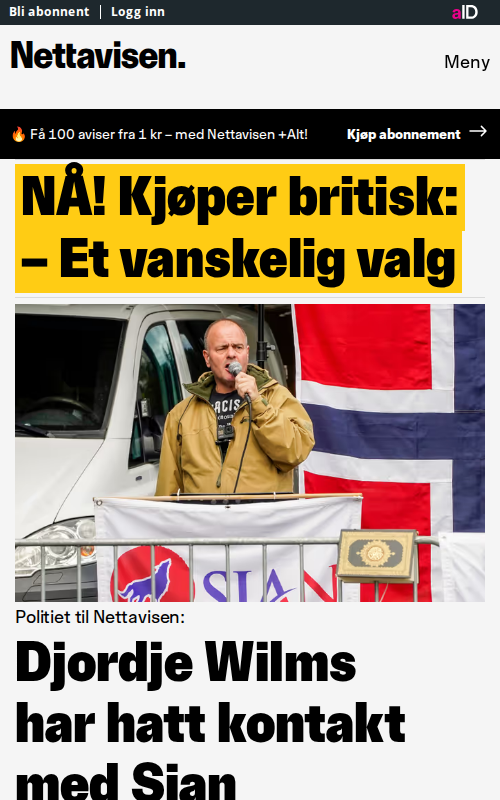 Bli abonnent
Logg inn
aID
Nettavisen.
Meny
🔥 Få 100 aviser fra 1 kr – med Nettavisen +Alt!
Kjøp abonnement →
NÅ! Kjøper britisk:
– Et vanskelig valg
SIAN
Politiet til Nettavisen:
Djordje Wilms
har hatt kontakt
med Sian